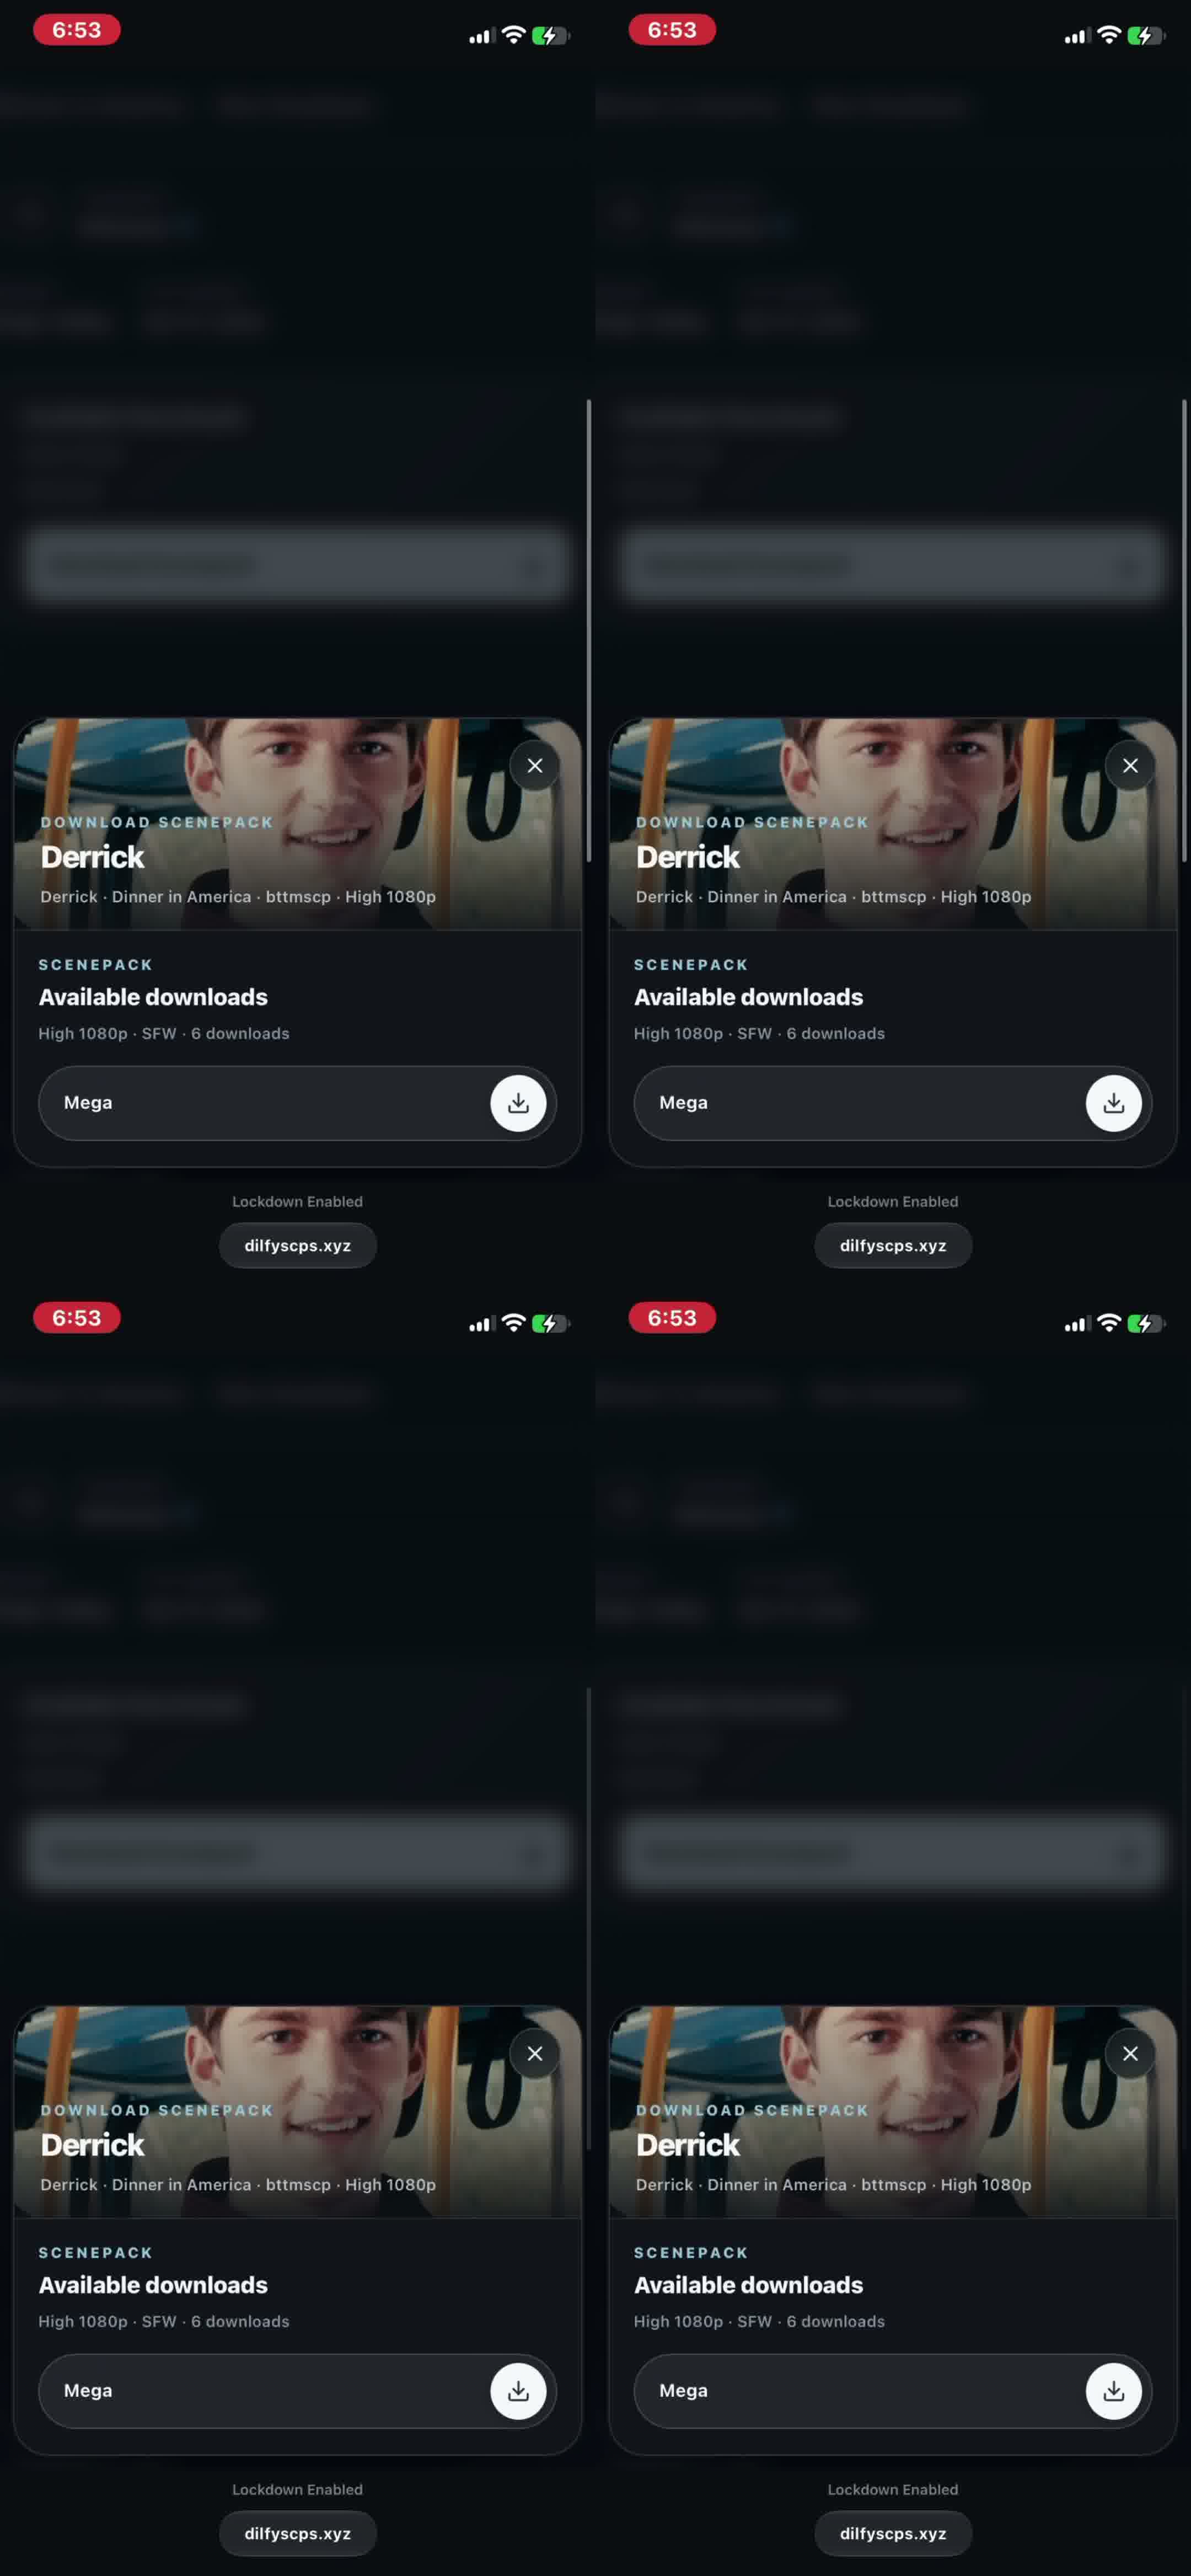 6:53
DOWNLOAD SCENEPACK
Derrick
Derrick · Dinner in America · bttmscp · High 1080p
SCENEPACK
Available downloads
High 1080p · SFW · 6 downloads
Mega
Lockdown Enabled
dilfyscps.xyz
6:53
DOWNLOAD SCENEPACK
Derrick
Derrick · Dinner in America · bttmscp · High 1080p
SCENEPACK
Available downloads
High 1080p · SFW · 6 downloads
Mega
Lockdown Enabled
dilfyscps.xyz
6:53
DOWNLOAD SCENEPACK
Derrick
Derrick · Dinner in America · bttmscp · High 1080p
SCENEPACK
Available downloads
High 1080p · SFW · 6 downloads
Mega
Lockdown Enabled
dilfyscps.xyz
6:53
DOWNLOAD SCENEPACK
Derrick
Derrick · Dinner in America · bttmscp · High 1080p
SCENEPACK
Available downloads
High 1080p · SFW · 6 downloads
Mega
Lockdown Enabled
dilfyscps.xyz